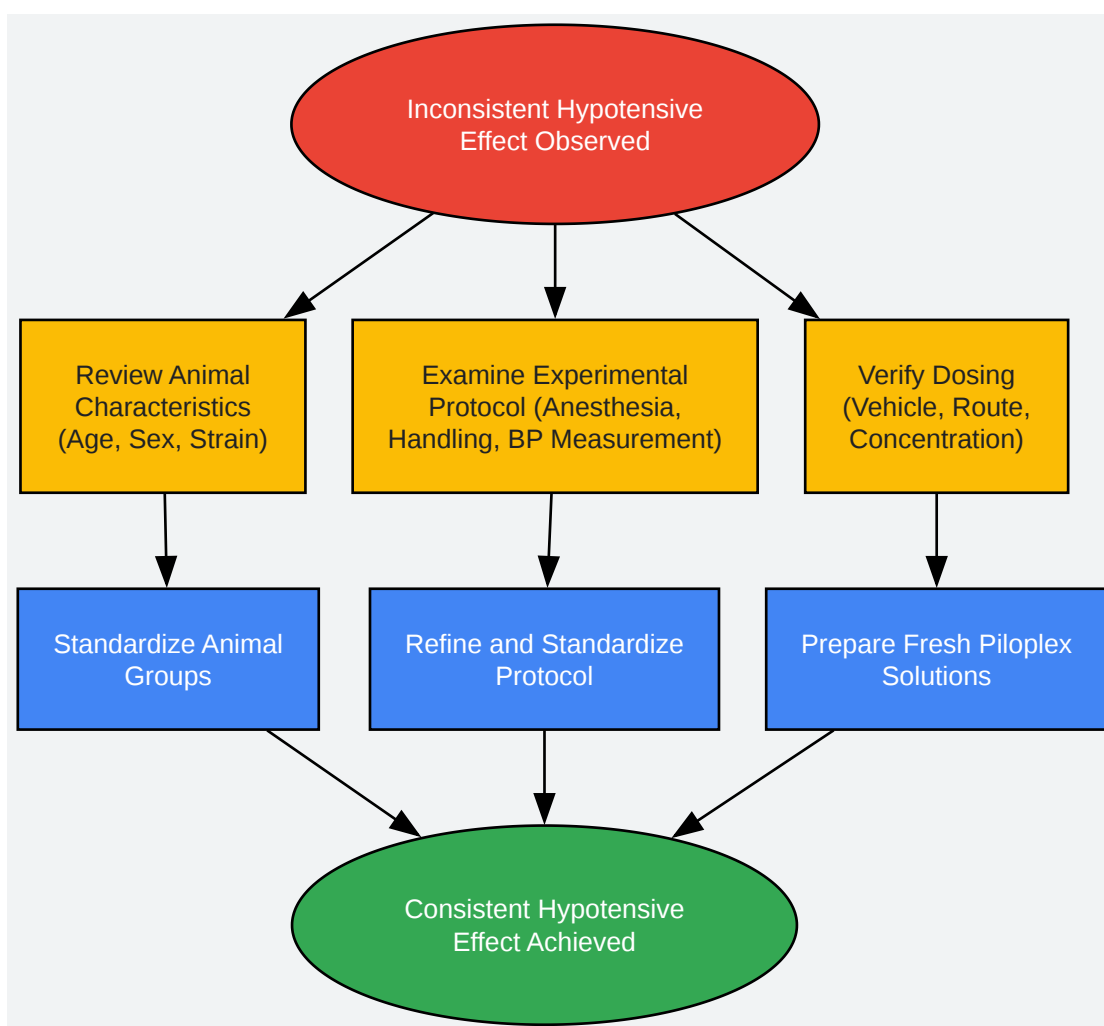 Inconsistent Hypotensive
Effect Observed
Review Animal
Characteristics
(Age, Sex, Strain)
Examine Experimental
Protocol (Anesthesia,
Handling, BP Measurement)
Verify Dosing
(Vehicle, Route,
Concentration)
Standardize Animal
Groups
Refine and Standardize
Protocol
Prepare Fresh Piloplex
Solutions
Consistent Hypotensive
Effect Achieved